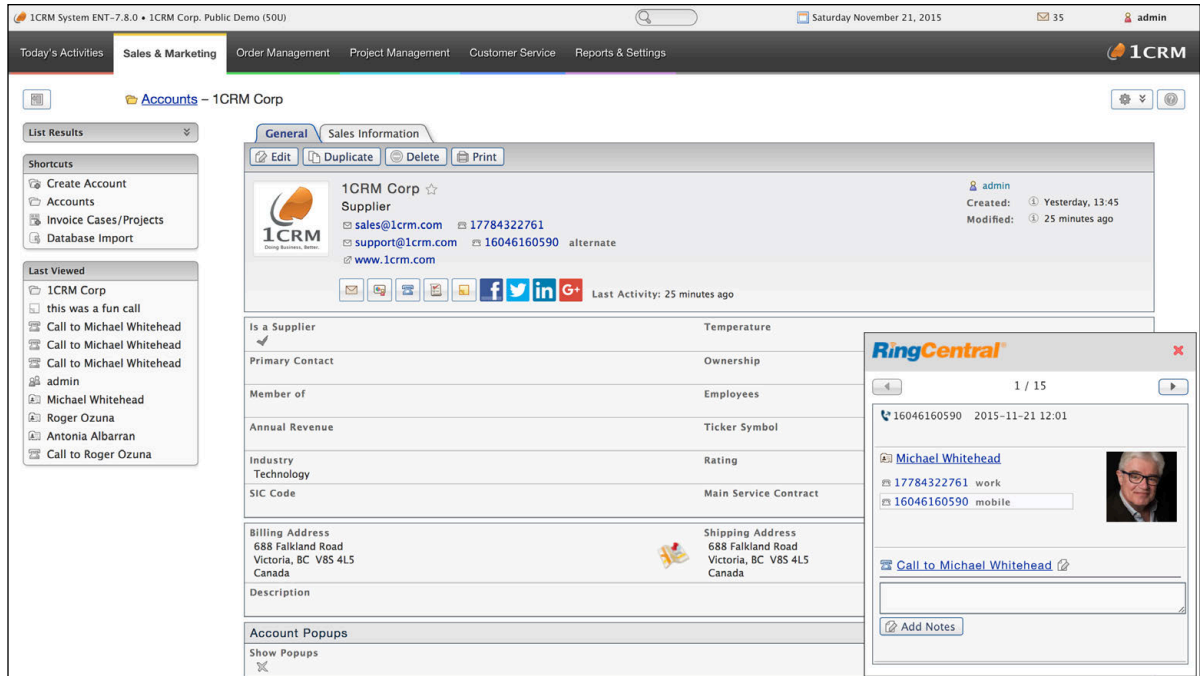 1CRM System ENT-7.8.0 • 1CRM Corp. Public Demo (50U)
Saturday November 21, 2015
35
admin
Today's Activities
Sales & Marketing
Order Management
Project Management
Customer Service
Reports & Settings
1CRM
Accounts – 1CRM Corp
List Results
Shortcuts
Create Account
Accounts
Invoice Cases/Projects
Database Import
Last Viewed
1CRM Corp
this was a fun call
Call to Michael Whitehead
Call to Michael Whitehead
Call to Michael Whitehead
admin
Michael Whitehead
Roger Ozuna
Antonia Albarran
Call to Roger Ozuna
General
Sales Information
Edit
Duplicate
Delete
Print
1CRM
Doing Business, Better.
1CRM Corp
Supplier
sales@1crm.com 17784322761
support@1crm.com 16046160590 alternate
www.1crm.com
f
in
G+
Last Activity: 25 minutes ago
admin
Created: Yesterday, 13:45
Modified: 25 minutes ago
Is a Supplier
Temperature
Primary Contact
Ownership
Member of
Employees
Annual Revenue
Ticker Symbol
Industry
Technology
Rating
SIC Code
Main Service Contract
Billing Address
688 Falkland Road
Victoria, BC V8S 4L5
Canada
Shipping Address
688 Falkland Road
Victoria, BC V8S 4L5
Canada
Description
Account Popups
Show Popups
RingCentral®
1 / 15
16046160590 2015-11-21 12:01
Michael Whitehead
17784322761 work
16046160590 mobile
Call to Michael Whitehead
Add Notes